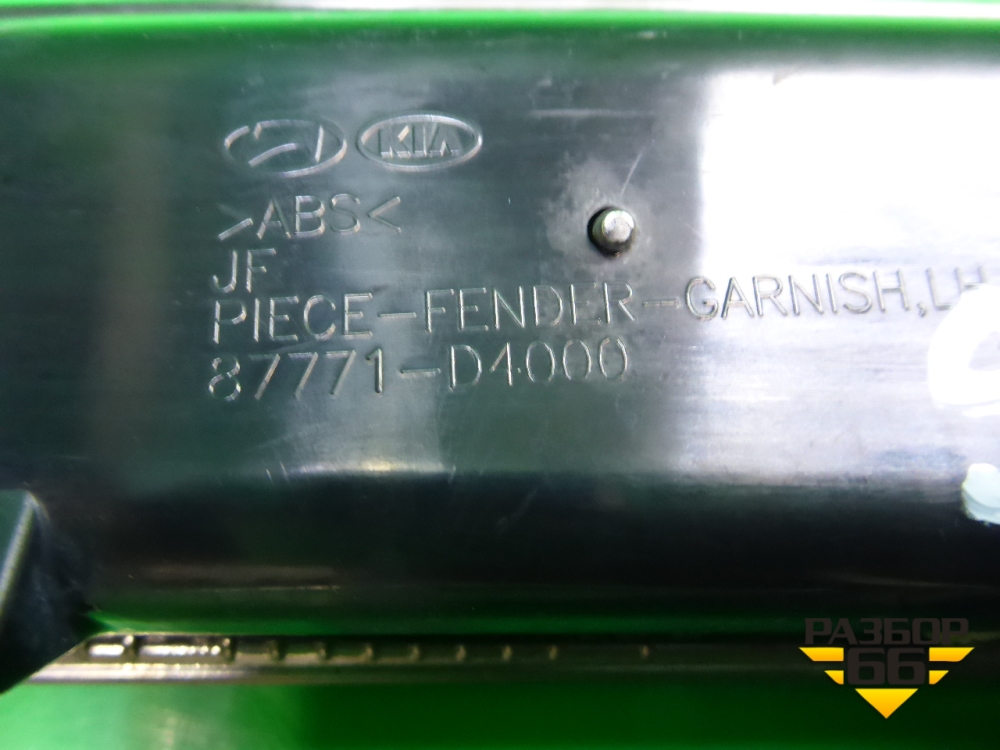 KIA
>ABS<
JF
PIECE-FENDER-GARNISH,LH
87771-D4000
РАЗБОР
66